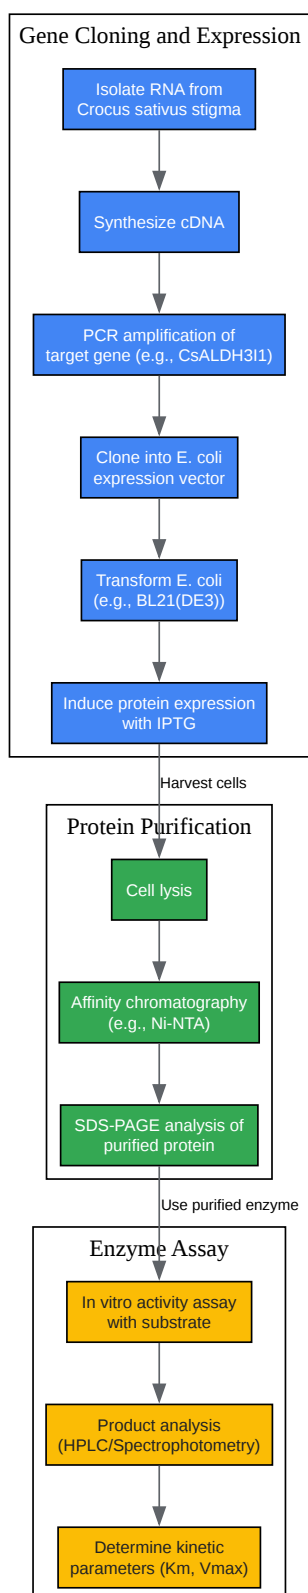 Gene Cloning and Expression
Isolate RNA from
Crocus sativus stigma
Synthesize cDNA
PCR amplification of
target gene (e.g., CsALDH3I1)
Clone into E. coli
expression vector
Transform E. coli
(e.g., BL21(DE3))
Induce protein expression
with IPTG
Harvest cells
Protein Purification
Cell lysis
Affinity chromatography
(e.g., Ni-NTA)
SDS-PAGE analysis of
purified protein
Use purified enzyme
Enzyme Assay
In vitro activity assay
with substrate
Product analysis
(HPLC/Spectrophotometry)
Determine kinetic
parameters (Km, Vmax)